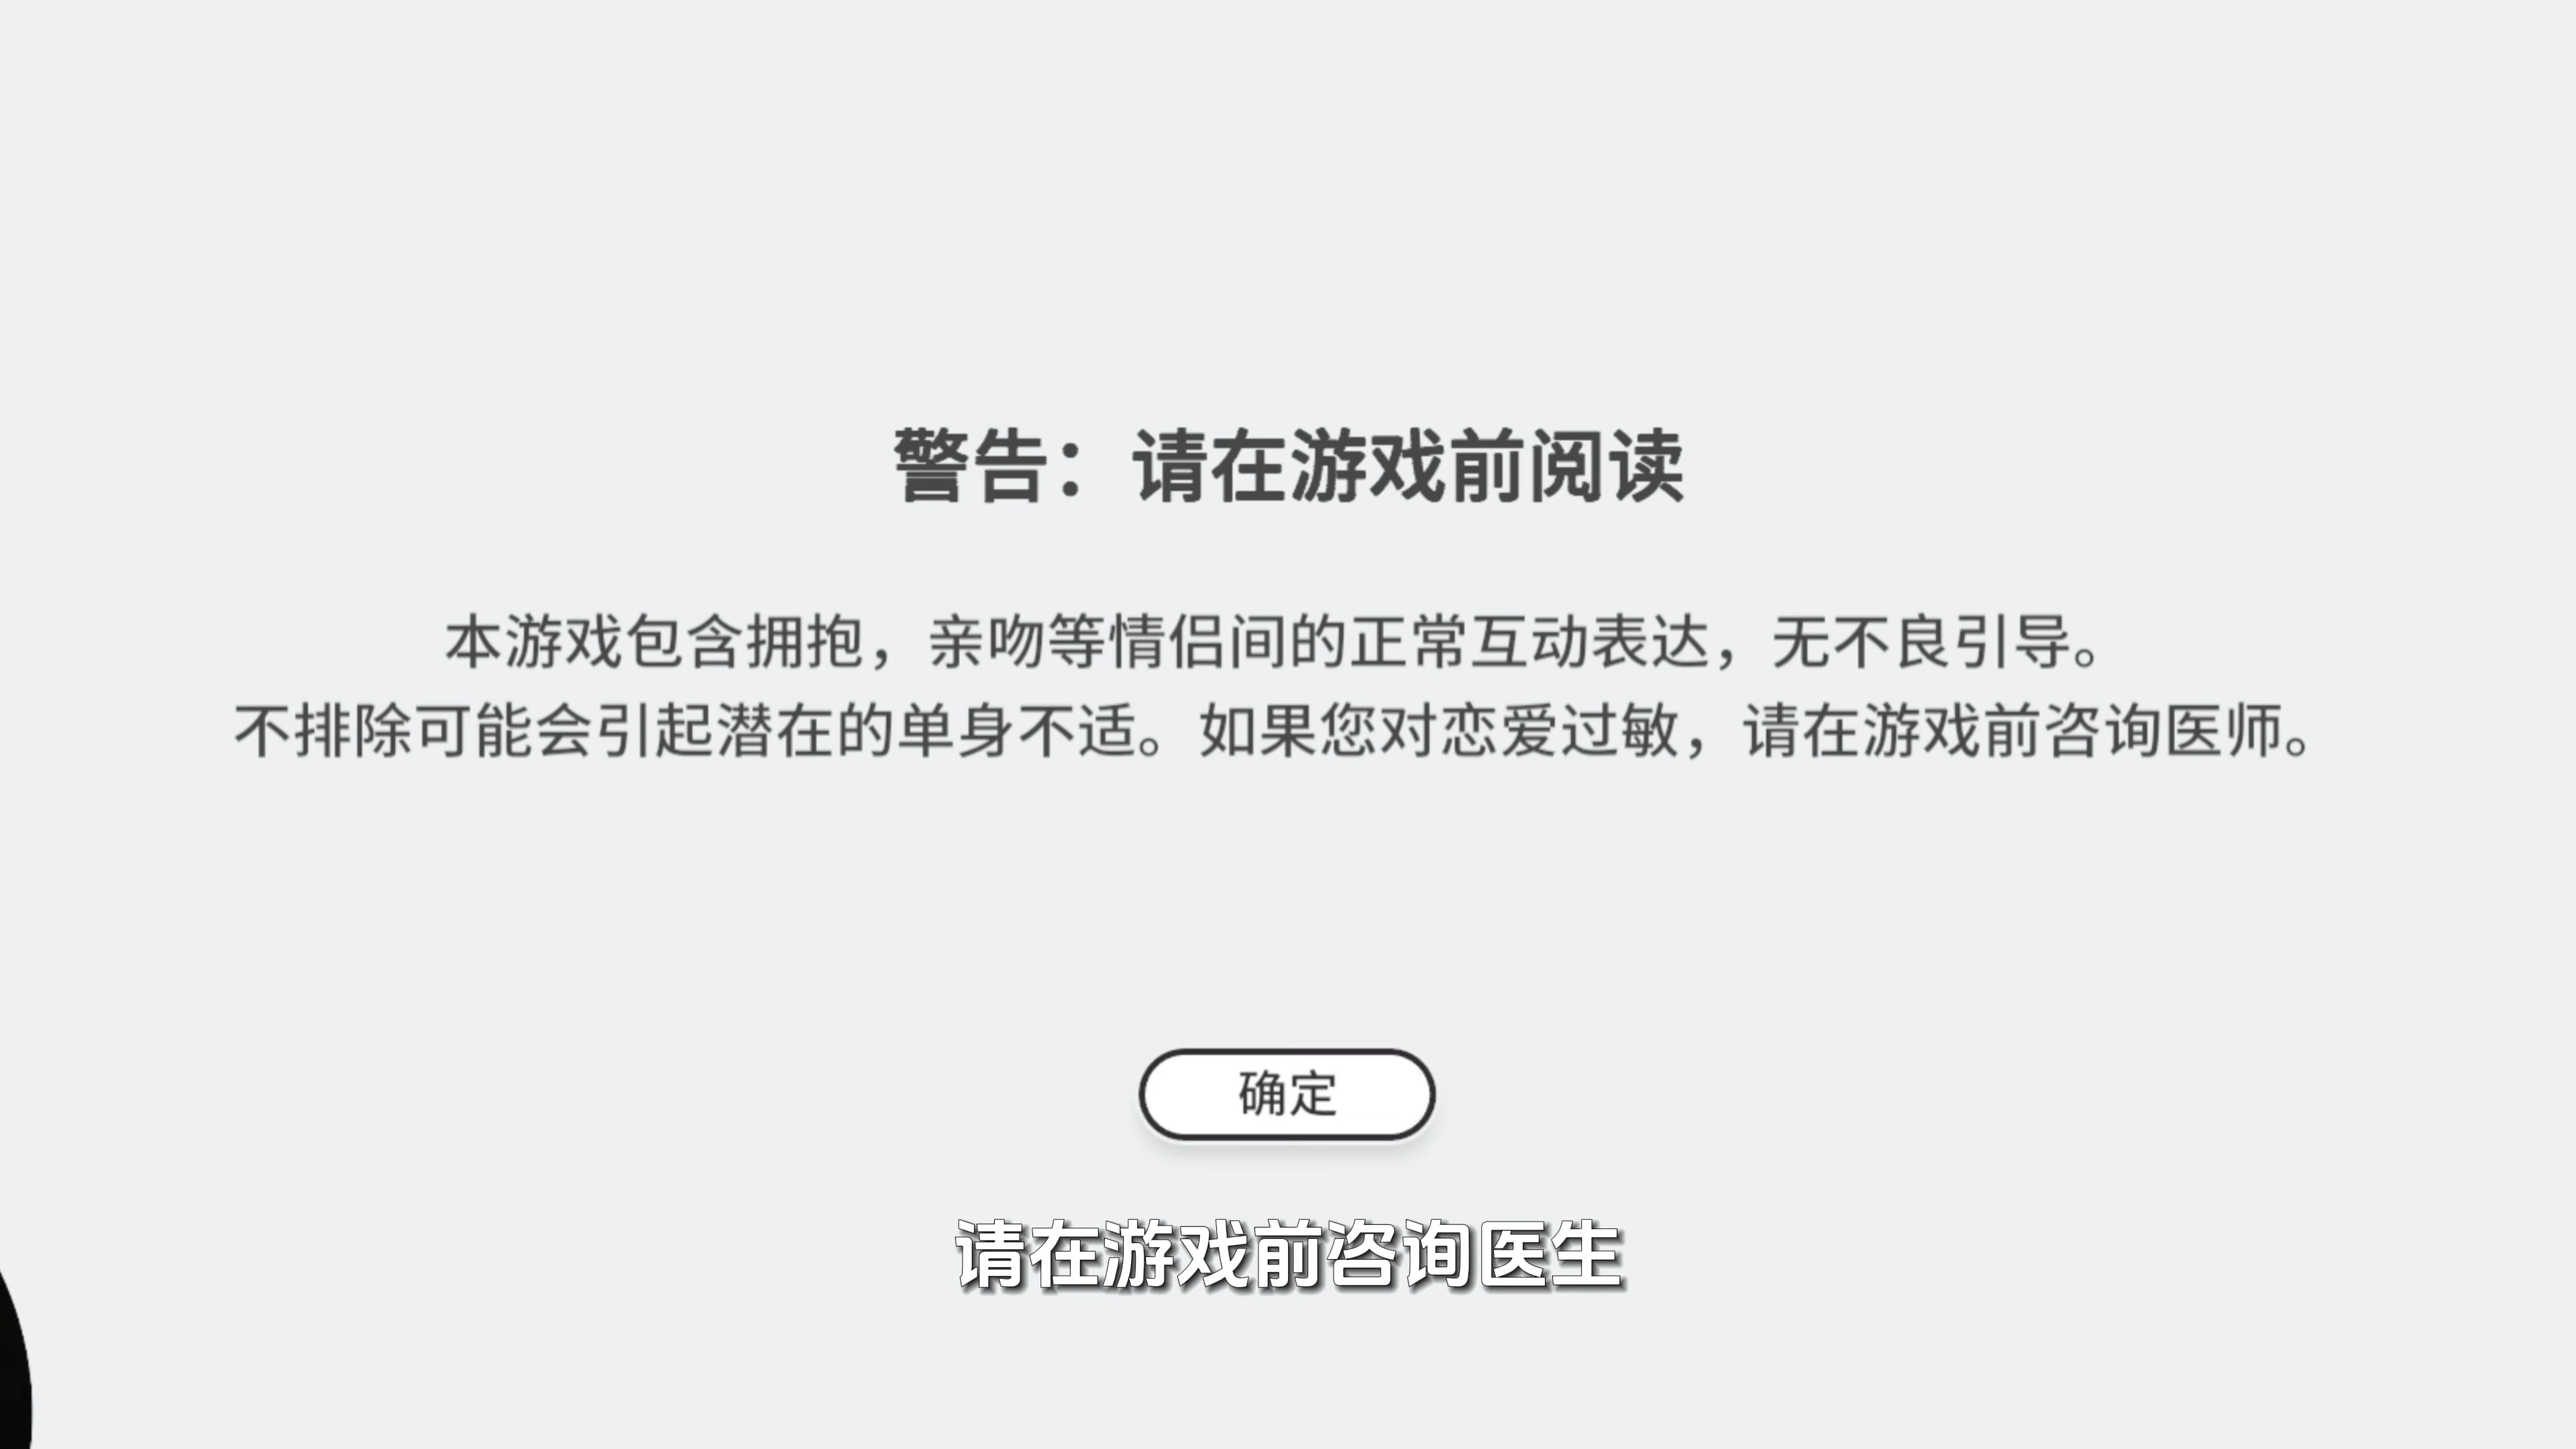 警告：请在游戏前阅读
本游戏包含拥抱，亲吻等情侣间的正常互动表达，无不良引导。
不排除可能会引起潜在的单身不适。如果您对恋爱过敏，请在游戏前咨询医师。
确定
请在游戏前咨询医生